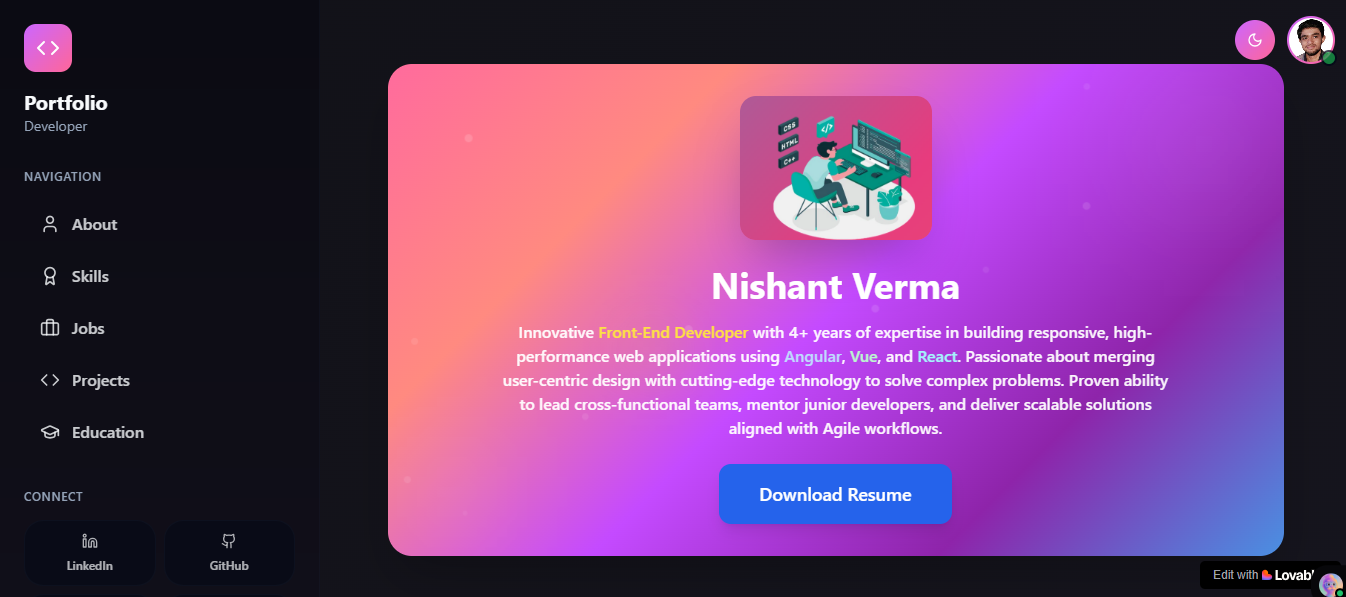 Portfolio
Developer
NAVIGATION
About
Skills
Jobs
Projects
Education
CONNECT
LinkedIn
GitHub
CSS
HTML
C++
</>
Nishant Verma
Innovative Front-End Developer with 4+ years of expertise in building responsive, high-
performance web applications using Angular, Vue, and React. Passionate about merging
user-centric design with cutting-edge technology to solve complex problems. Proven ability
to lead cross-functional teams, mentor junior developers, and deliver scalable solutions
aligned with Agile workflows.
Download Resume
Edit with